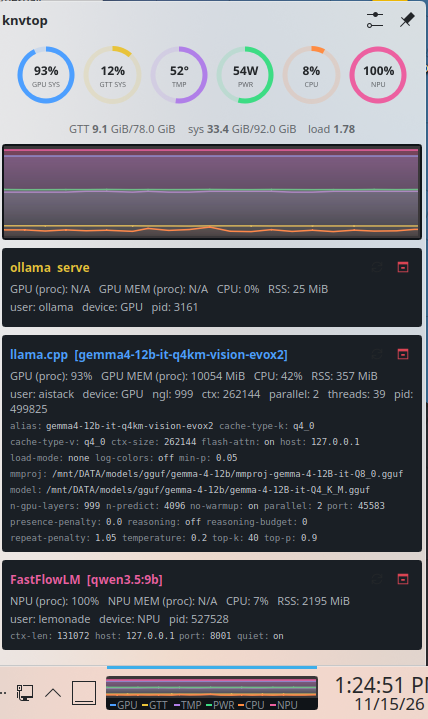 knvtop
93% 12% 52° 54W 8% 100%
GPU SYS GTT SYS TMP PWR CPU NPU
GTT 9.1 GiB/78.0 GiB sys 33.4 GiB/92.0 GiB load 1.78
ollama serve
GPU (proc): N/A GPU MEM (proc): N/A CPU: 0% RSS: 25 MiB
user: ollama device: GPU pid: 3161
llama.cpp [gemma4-12b-it-q4km-vision-evox2]
GPU (proc): 93% GPU MEM (proc): 10054 MiB CPU: 42% RSS: 357 MiB
user: aistack device: GPU ngl: 999 ctx: 262144 parallel: 2 threads: 39 pid:
499825
alias: gemma4-12b-it-q4km-vision-evox2 cache-type-k: q4_0
cache-type-v: q4_0 ctx-size: 262144 flash-attn: on host: 127.0.0.1
load-mode: none log-colors: off min-p: 0.05
mmproj: /mnt/DATA/models/gguf/gemma-4-12b/mmproj-gemma-4-12B-it-Q8_0.gguf
model: /mnt/DATA/models/gguf/gemma-4-12b/gemma-4-12B-it-Q4_K_M.gguf
n-gpu-layers: 999 n-predict: 4096 no-warmup: on parallel: 2 port: 45583
presence-penalty: 0.0 reasoning: off reasoning-budget: 0
repeat-penalty: 1.05 temperature: 0.2 top-k: 40 top-p: 0.9
FastFlowLM [qwen3.5:9b]
NPU (proc): 100% NPU MEM (proc): N/A CPU: 7% RSS: 2195 MiB
user: lemonade device: NPU pid: 527528
ctx-len: 131072 host: 127.0.0.1 port: 8001 quiet: on
GPU GTT TMP PWR CPU NPU
1:24:51 P
11/15/26